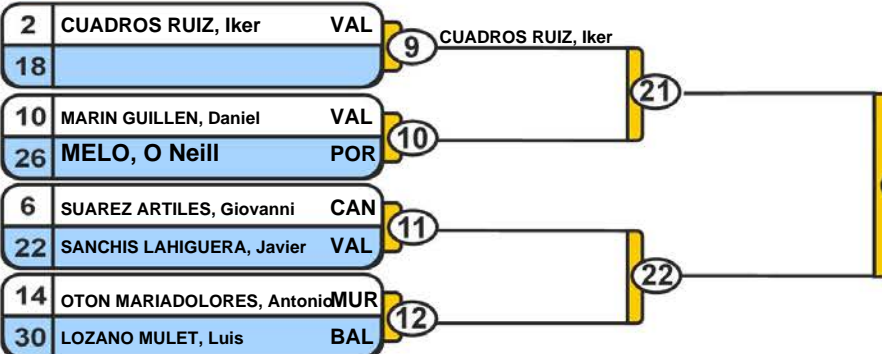 2 CUADROS RUIZ, Iker VAL
9 CUADROS RUIZ, Iker
18
21
10 MARIN GUILLEN, Daniel VAL
10
26 MELO, O Neill POR
6 SUAREZ ARTILES, Giovanni CAN
11
22 SANCHIS LAHIGUERA, Javier VAL
22
14 OTON MARIADOLORES, Antonio MUR
12
30 LOZANO MULET, Luis BAL